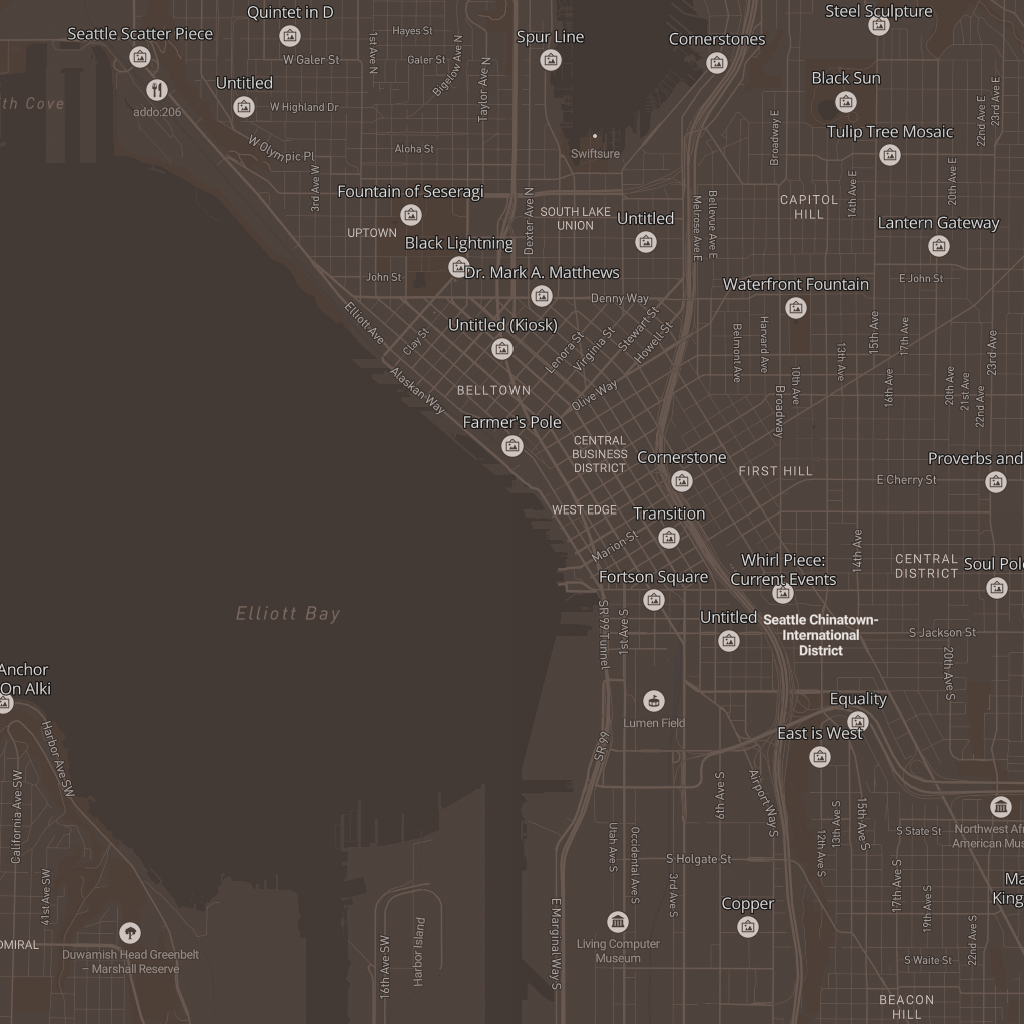 Quintet in D
Seattle Scatter Piece
Hayes St
Spur Line
Cornerstones
Steel Sculpture
1st Ave N
W Galer St
Galer St
Bigelow Ave N
Taylor Ave N
Untitled
Black Sun
addo:206
W Highland Dr
Broadway E
22nd Ave E
23rd Ave E
th Cove
W Olympic Pl
Aloha St
Swiftsure
Tulip Tree Mosaic
3rd Ave W
Fountain of Seseragi
Dexter Ave N
Melrose Ave E
Bellevue Ave E
14th Ave E
20th Ave E
CAPITOL
HILL
UPTOWN
SOUTH LAKE
UNION
Untitled
Lantern Gateway
Black Lightning
John St
Dr. Mark A. Matthews
E John St
Waterfront Fountain
Denny Way
Elliott Ave
Untitled (Kiosk)
Clay St
Lenora St
Virginia St
Stewart St
Howell St
Belmont Ave
Harvard Ave
13th Ave
15th Ave
17th Ave
23rd Ave
Alaskan Way
BELLTOWN
Olive Way
10th Ave
Broadway
16th Ave
20th Ave
21st Ave
22nd Ave
Farmer's Pole
CENTRAL
BUSINESS
DISTRICT
Cornerstone
FIRST HILL
Proverbs and
E Cherry St
WEST EDGE
Transition
Marion St
14th Ave
Whirl Piece:
Current Events
CENTRAL
DISTRICT
Soul Pol
Fortson Square
Elliott Bay
SR 99 Tunnel
1st Ave S
Untitled
Seattle Chinatown-
International
District
S Jackson St
20th Ave S
Anchor
On Alki
Lumen Field
Equality
East is West
Harbor Ave SW
SR 99
California Ave SW
4th Ave S
Airport Way S
Northwest Afr
American Mus
Utah Ave S
Occidental Ave S
12th Ave S
13th Ave S
15th Ave S
S State St
S Holgate St
41st Ave SW
3rd Ave S
17th Ave S
19th Ave S
Ma
King
Copper
E Marginal Way S
Living Computer
Museum
DMIRAL
Duwamish Head Greenbelt
– Marshall Reserve
16th Ave SW
Harbor Island
22nd Ave S
S Waite St
BEACON
HILL